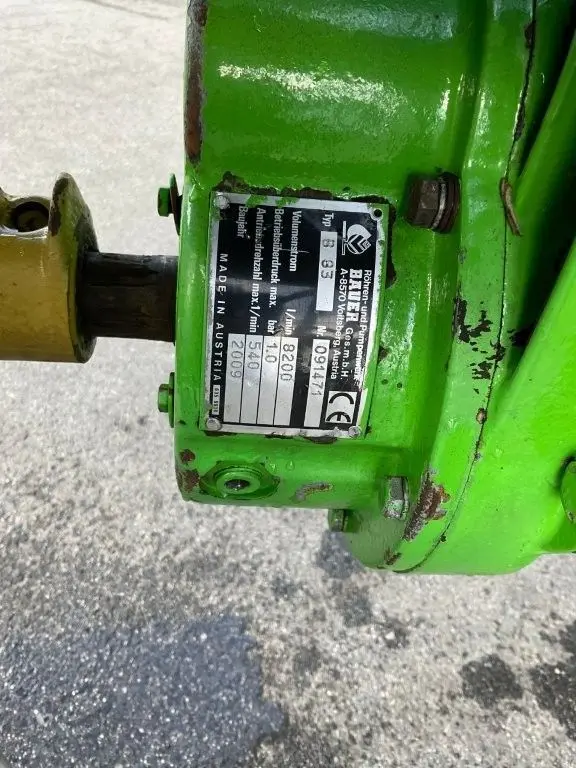 Röhren- und Pumpenwerk
BAUER Ges.m.b.H.
A-8570 Voitsberg, Austria
Typ B 83 Nr. 091471
Volumenstrom l/min 8200
Betriebsüberdruck max. bar 1.0
Antriebsdrehzahl max. 1/min 540
Baujahr 2009
CE
MADE IN AUSTRIA